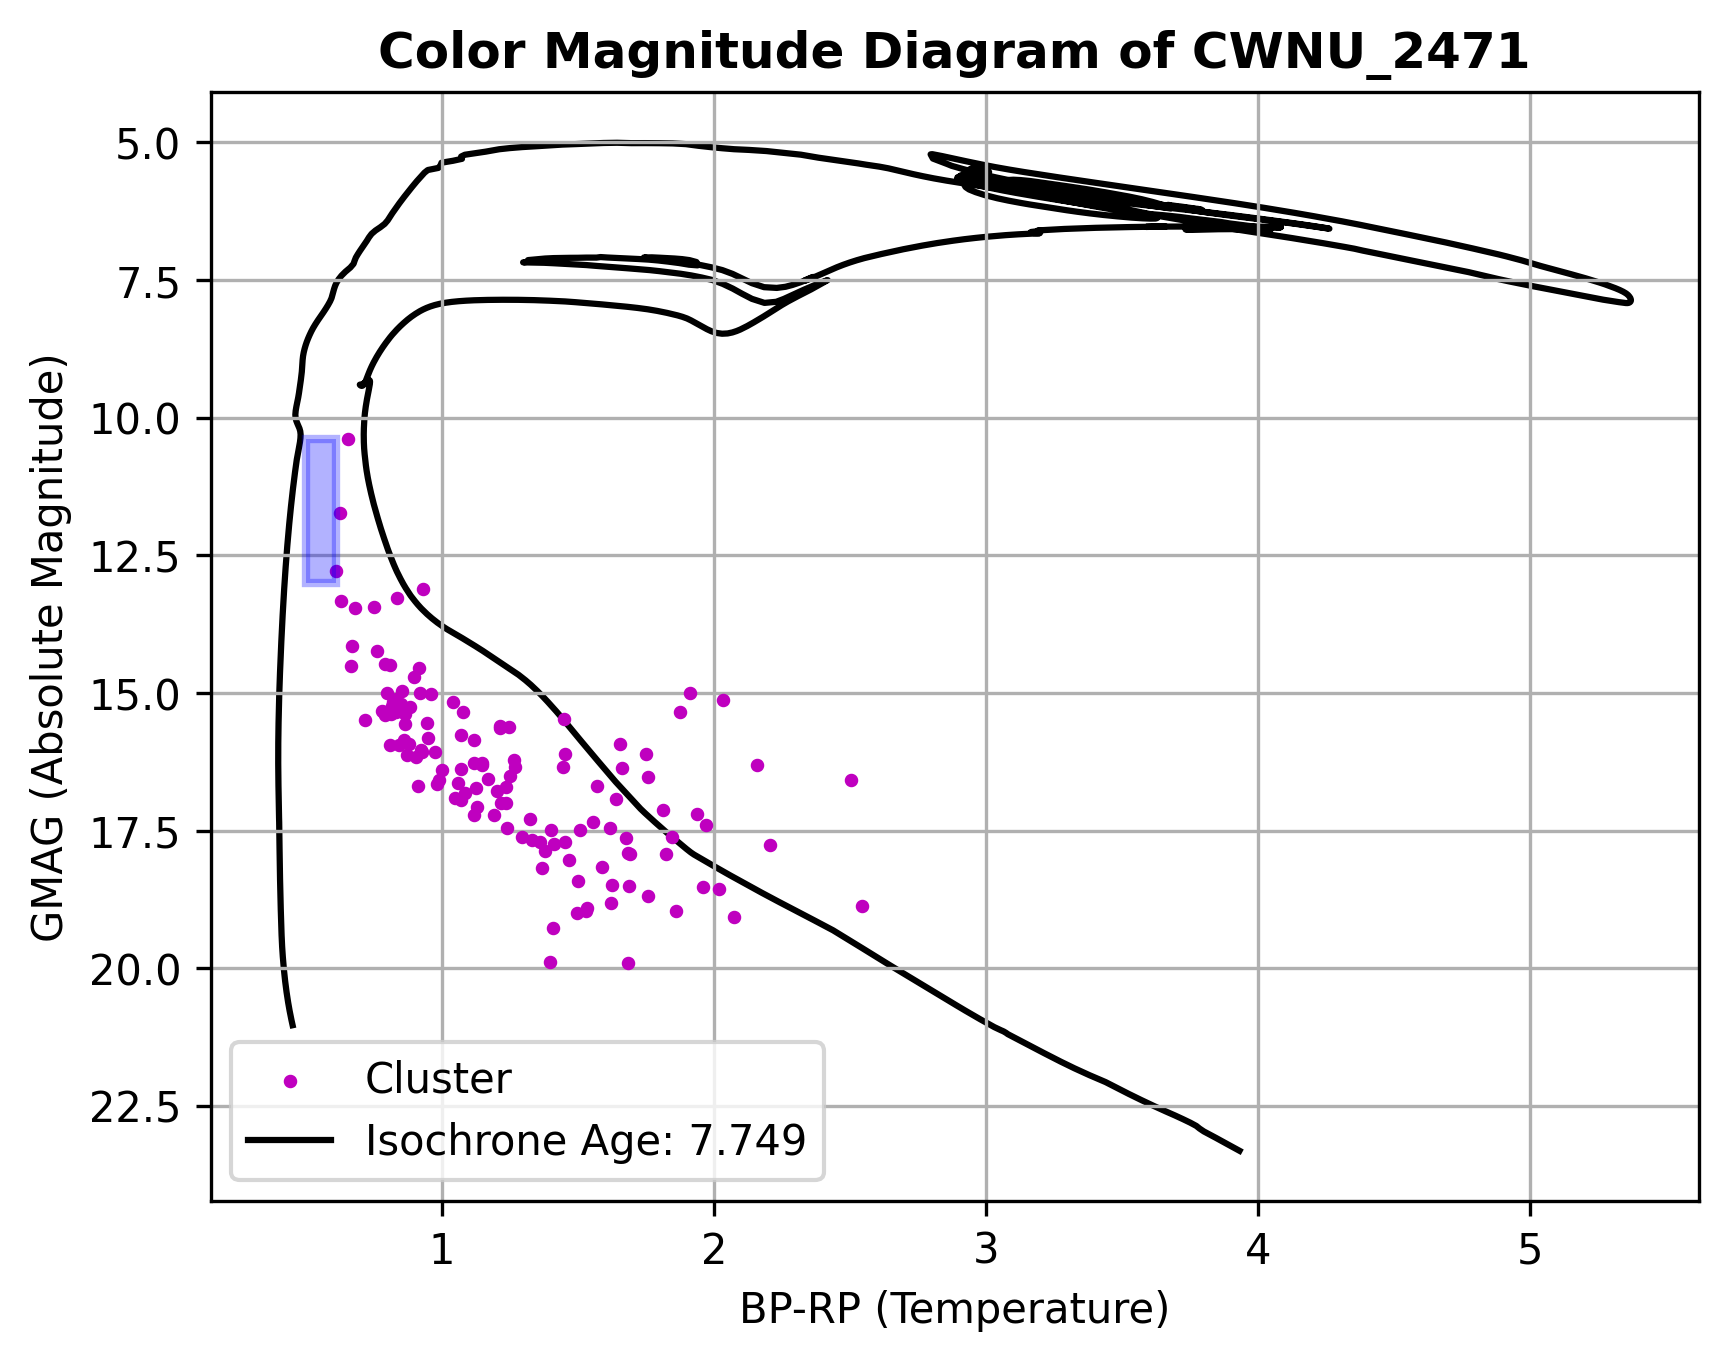 Color Magnitude Diagram of CWNU_2471
GMAG (Absolute Magnitude)
5.0
7.5
10.0
12.5
15.0
17.5
20.0
22.5
Cluster
Isochrone Age: 7.749
1 2 3 4 5
BP-RP (Temperature)